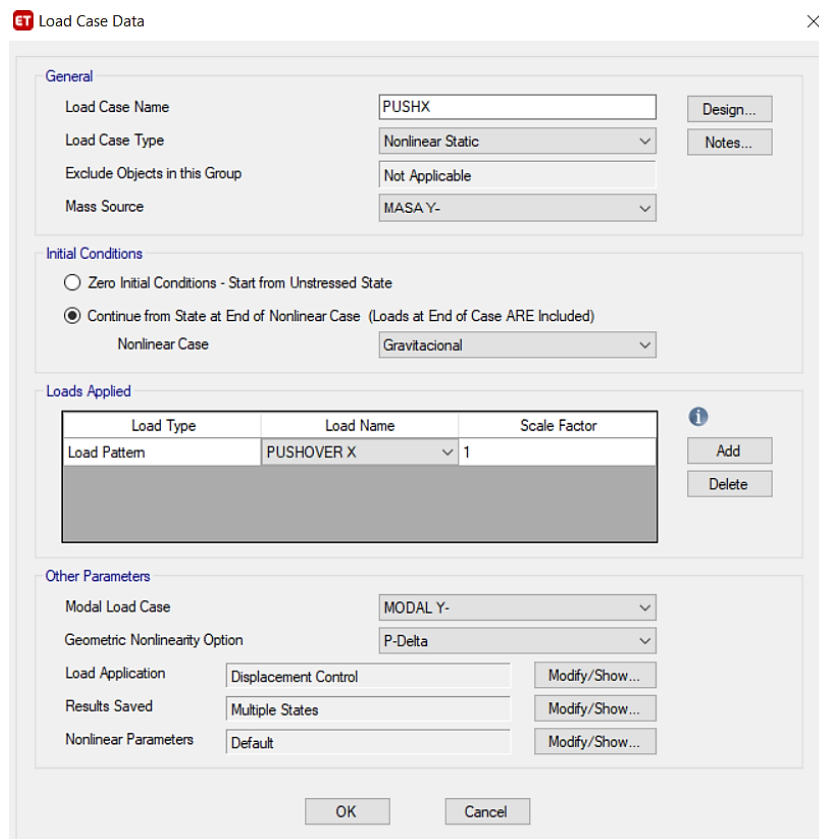 ET Load Case Data
General
Load Case Name PUSHX Design...
Load Case Type Nonlinear Static Notes...
Exclude Objects in this Group Not Applicable
Mass Source MASA Y-
Initial Conditions
Zero Initial Conditions - Start from Unstressed State
Continue from State at End of Nonlinear Case (Loads at End of Case ARE Included)
Nonlinear Case Gravitacional
Loads Applied
Load Type Load Name Scale Factor
Load Pattern PUSHOVER X 1 Add
Delete
Other Parameters
Modal Load Case MODAL Y-
Geometric Nonlinearity Option P-Delta
Load Application Displacement Control Modify/Show...
Results Saved Multiple States Modify/Show...
Nonlinear Parameters Default Modify/Show...
OK Cancel